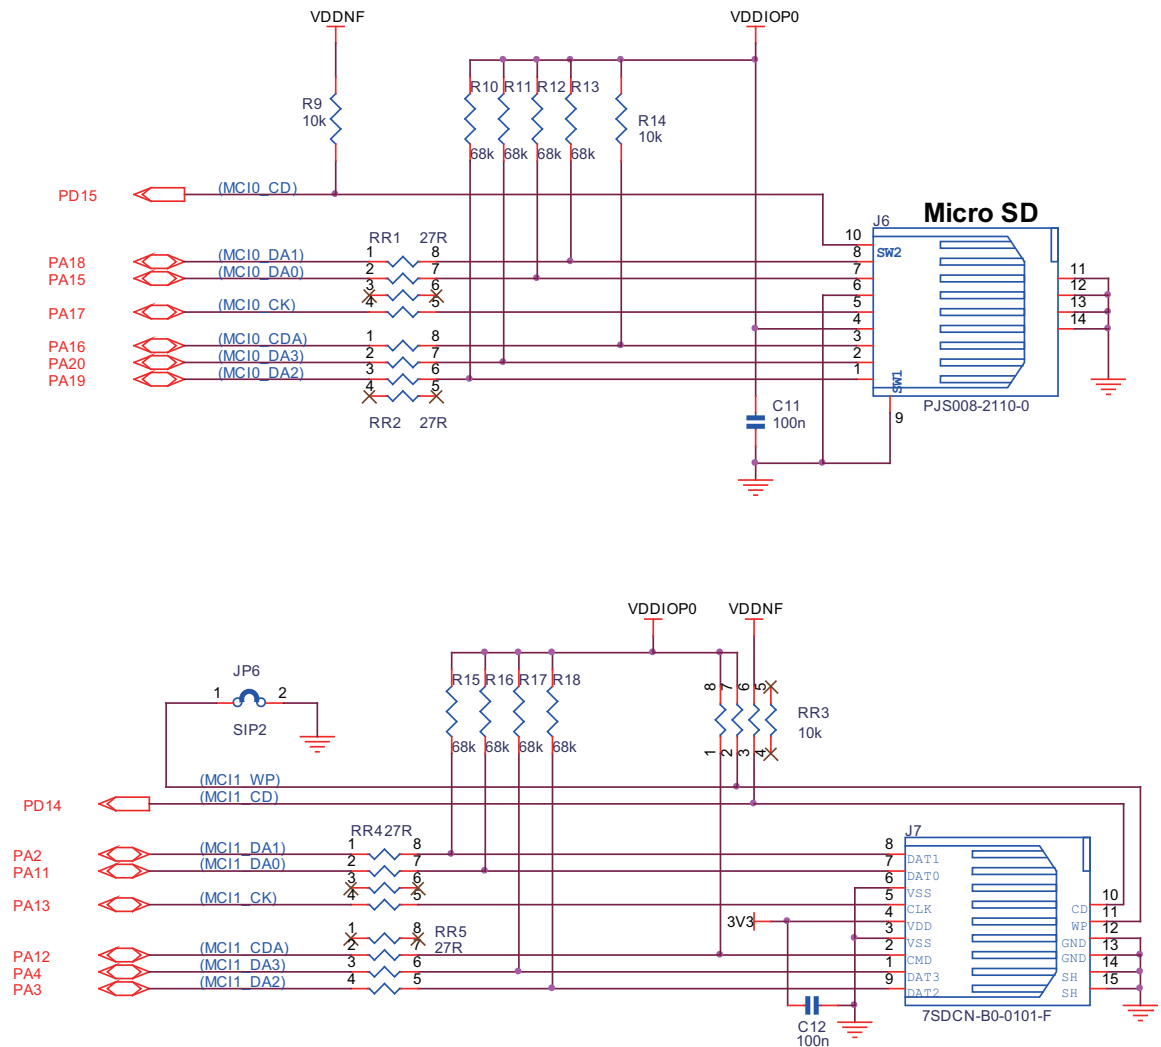 VDDNF
VDDIOP0
R9
10k
R10
R11
R12
R13
R14
10k
68k
68k
68k
68k
PD15
(MCI0_CD)
Micro SD
J6
10
SW2
RR1
27R
PA18
(MCI0_DA1)
1
8
8
PA15
(MCI0_DA0)
2
7
7
3
6
6
PA17
(MCI0_CK)
4
5
5
4
PA16
(MCI0_CDA)
1
8
3
PA20
(MCI0_DA3)
2
7
2
PA19
(MCI0_DA2)
3
6
1
4
5
RR2
27R
11
12
13
14
SW1
9
PJS008-2110-0
C11
100n
VDDIOP0
VDDNF
JP6
1
2
SIP2
R15
R16
R17
R18
68k
68k
68k
68k
8
7
6
5
1
2
3
4
RR3
10k
(MCI1_WP)
PD14
(MCI1_CD)
RR4
27R
J7
PA2
(MCI1_DA1)
1
8
8
DAT1
PA11
(MCI1_DA0)
2
7
7
DAT0
3
6
6
VSS
PA13
(MCI1_CK)
4
5
5
CLK
3V3
4
VDD
1
8
RR5
27R
3
VSS
PA12
(MCI1_CDA)
2
7
2
CMD
PA4
(MCI1_DA3)
3
6
1
DAT3
PA3
(MCI1_DA2)
4
5
9
DAT2
CD
10
WP
11
GND
12
GND
13
SH
14
SH
15
7SDCN-B0-0101-F
C12
100n